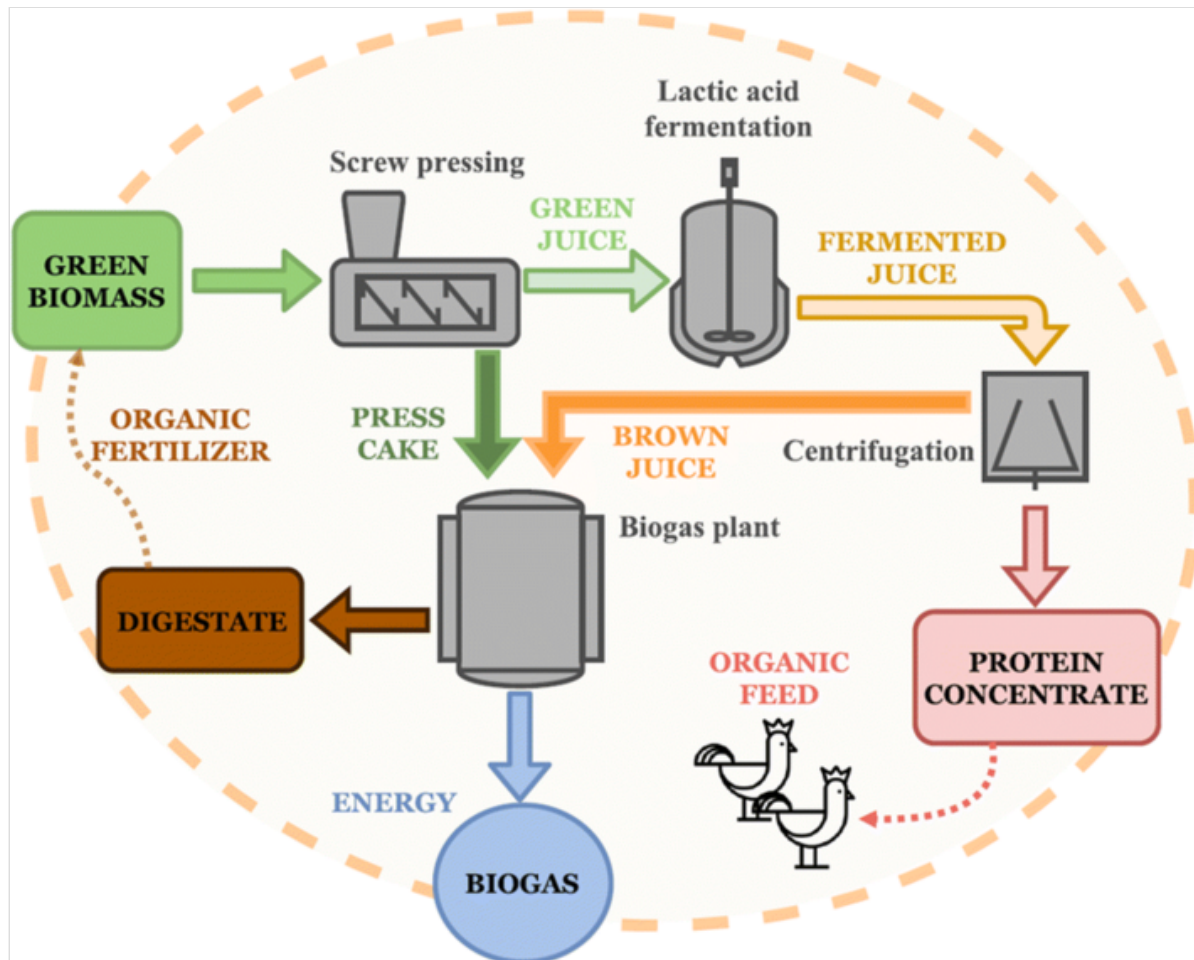 Lactic acid
fermentation
Screw pressing
GREEN
JUICE
FERMENTED
JUICE
GREEN
BIOMASS
ORGANIC
FERTILIZER
PRESS
CAKE
BROWN
JUICE
Centrifugation
Biogas plant
DIGESTATE
ORGANIC
FEED
PROTEIN
CONCENTRATE
ENERGY
BIOGAS